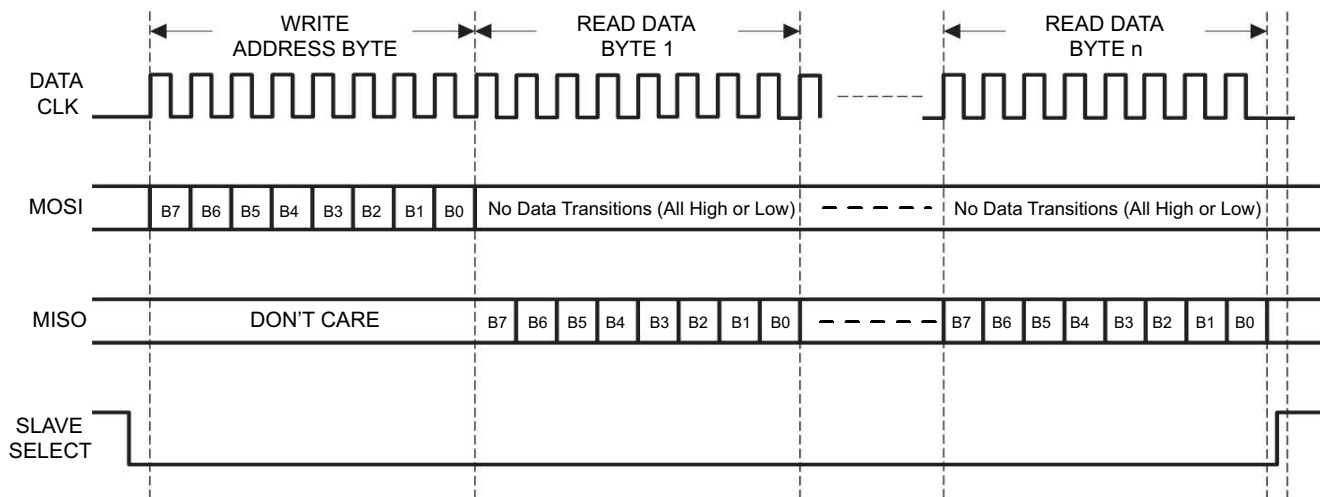 WRITE
ADDRESS BYTE
READ DATA
BYTE 1
READ DATA
BYTE n
DATA
CLK
MOSI
B7 B6 B5 B4 B3 B2 B1 B0
No Data Transitions (All High or Low)
No Data Transitions (All High or Low)
MISO
DON'T CARE
B7 B6 B5 B4 B3 B2 B1 B0
B7 B6 B5 B4 B3 B2 B1 B0
SLAVE
SELECT